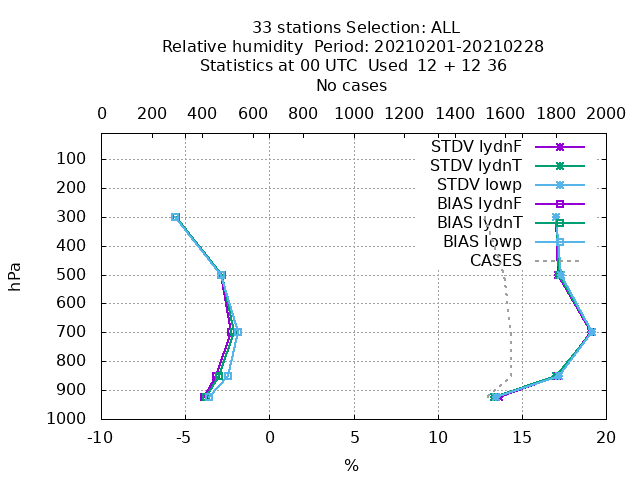 33 stations Selection: ALL
Relative humidity  Period: 20210201-20210228
Statistics at 00 UTC  Used  12 + 12 36
No cases
0 200 300 400 500 600 1000 1200 1400 1600 1800 2000
STDV lydnF
STDV lydnT
STDV lowp
BIAS lydnF
BIAS lydnT
BIAS lowp
CASES
100
200
300
400
500
600
700
800
900
1000
hPa
-10 -5 0 5 10 15 20
%